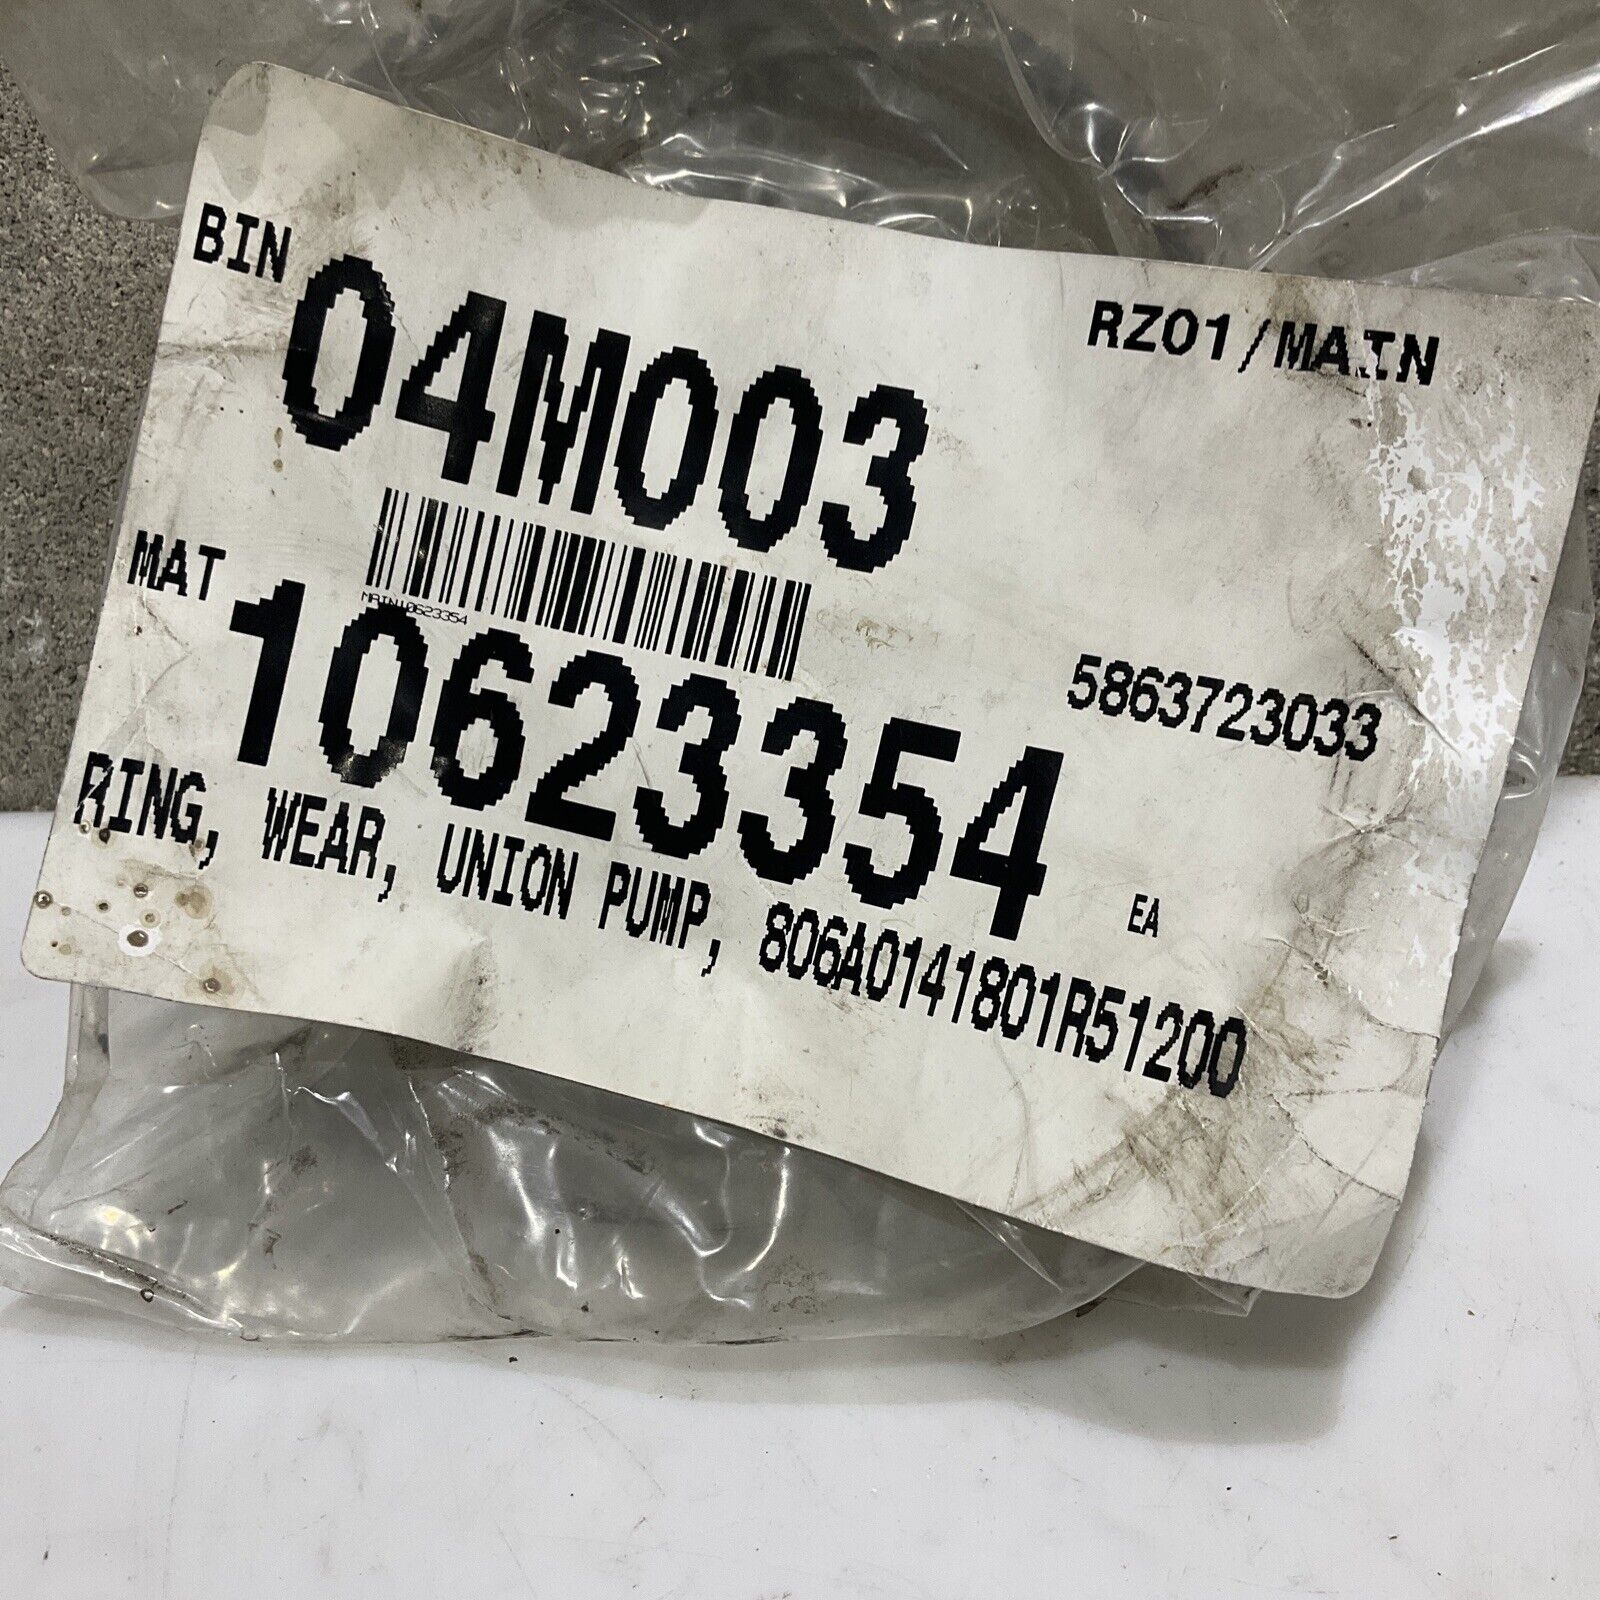 BIN 04M003 RZ01/MAIN
MAIN10623354
MAT 10623354 5863723033
EA
RING, WEAR, UNION PUMP, 806A0141801R51200